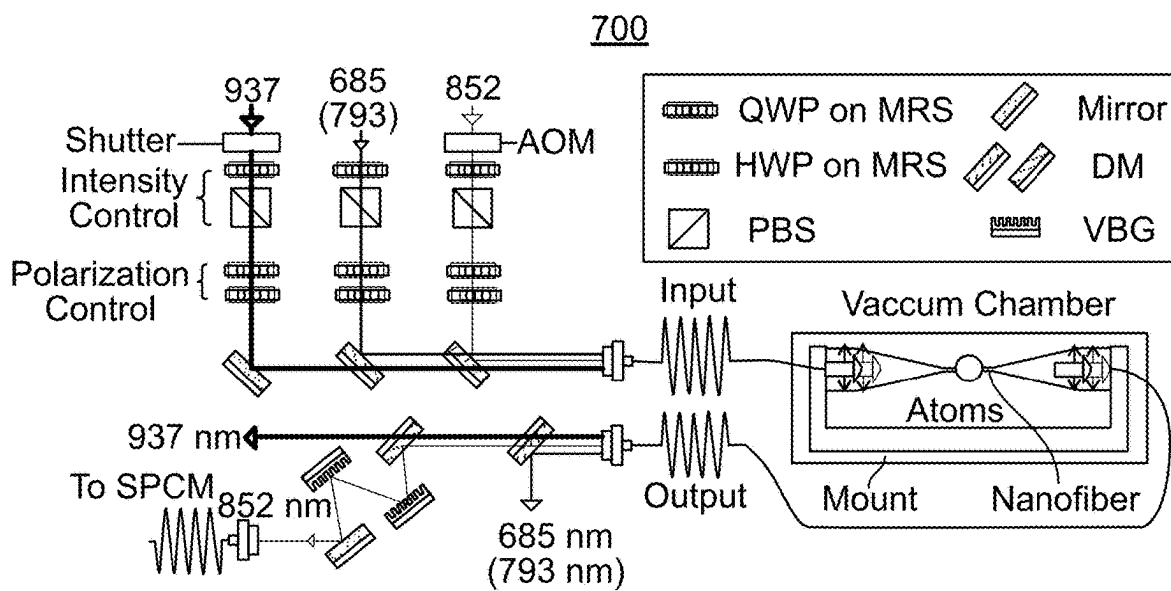 700
937
685
(793)
852
Shutter
AOM
Intensity
Control
Polarization
Control
QWP on MRS
Mirror
HWP on MRS
DM
PBS
VBG
Input
Vaccum Chamber
Atoms
937 nm
To SPCM
852 nm
Output
Mount
Nanofiber
685 nm
(793 nm)